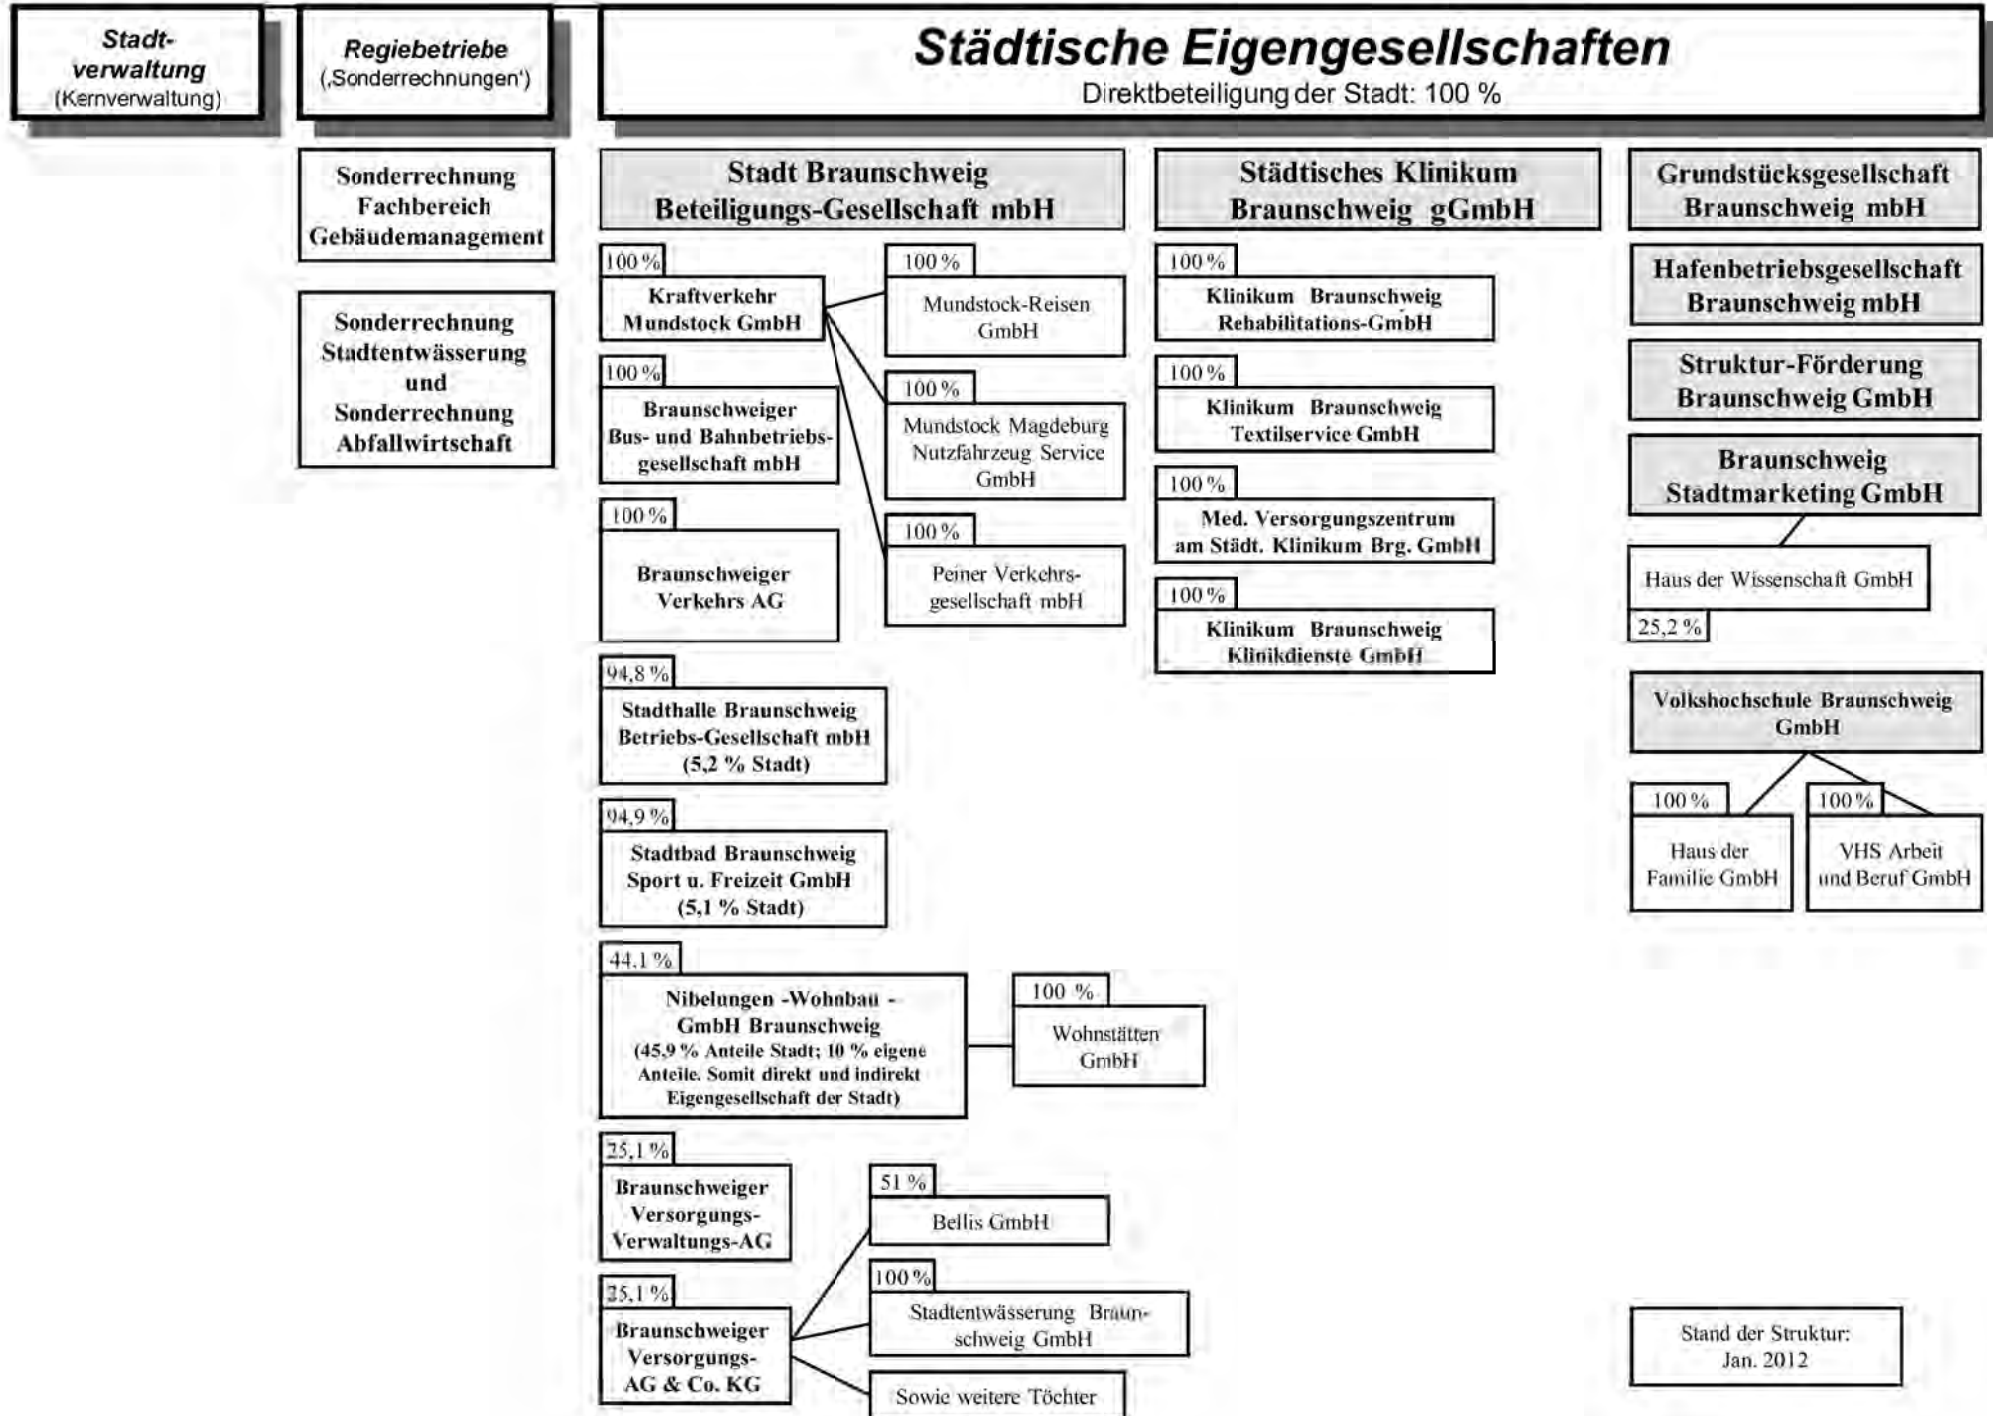 Stadt-
verwaltung
(Kernverwaltung)
Regiebetriebe
(‚Sonderrechnungen‘)
Städtische Eigengesellschaften
Direktbeteiligung der Stadt: 100 %
Sonderrechnung
Fachbereich
Gebäudemanagement
Sonderrechnung
Stadtentwässerung
und
Sonderrechnung
Abfallwirtschaft
Stadt Braunschweig
Beteiligungs-Gesellschaft mbH
100 %
Kraftverkehr
Mundstock GmbH
100 %
Mundstock-Reisen
GmbH
100 %
Braunschweiger
Bus- und Bahnbetriebs-
gesellschaft mbH
100 %
Mundstock Magdeburg
Nutzfahrzeug Service
GmbH
100 %
Braunschweiger
Verkehrs AG
100 %
Peiner Verkehrs-
gesellschaft mbH
94,8 %
Stadthalle Braunschweig
Betriebs-Gesellschaft mbH
(5,2 % Stadt)
94,9 %
Stadtbad Braunschweig
Sport u. Freizeit GmbH
(5,1 % Stadt)
44.1 %
Nibelungen -Wohnbau -
GmbH Braunschweig
(45,9 % Anteile Stadt; 10 % eigene
Anteile. Somit direkt und indirekt
Eigengesellschaft der Stadt)
100 %
Wohnstätten
GmbH
25,1 %
Braunschweiger
Versorgungs-
Verwaltungs-AG
25,1 %
Braunschweiger
Versorgungs-
AG & Co. KG
51 %
Bellis GmbH
100 %
Stadtentwässerung Braun-
schweig GmbH
Sowie weitere Töchter
Städtisches Klinikum
Braunschweig gGmbH
100 %
Klinikum Braunschweig
Rehabilitations-GmbH
100 %
Klinikum Braunschweig
Textilservice GmbH
100 %
Med. Versorgungszentrum
am Städt. Klinikum Brg. GmbH
100 %
Klinikum Braunschweig
Klinikdienste GmbH
Grundstücksgesellschaft
Braunschweig mbH
Hafenbetriebsgesellschaft
Braunschweig mbH
Struktur-Förderung
Braunschweig GmbH
Braunschweig
Stadtmarketing GmbH
Haus der Wissenschaft GmbH
25,2 %
Volkshochschule Braunschweig
GmbH
100 %
Haus der
Familie GmbH
100 %
VHS Arbeit
und Beruf GmbH
Stand der Struktur:
Jan. 2012